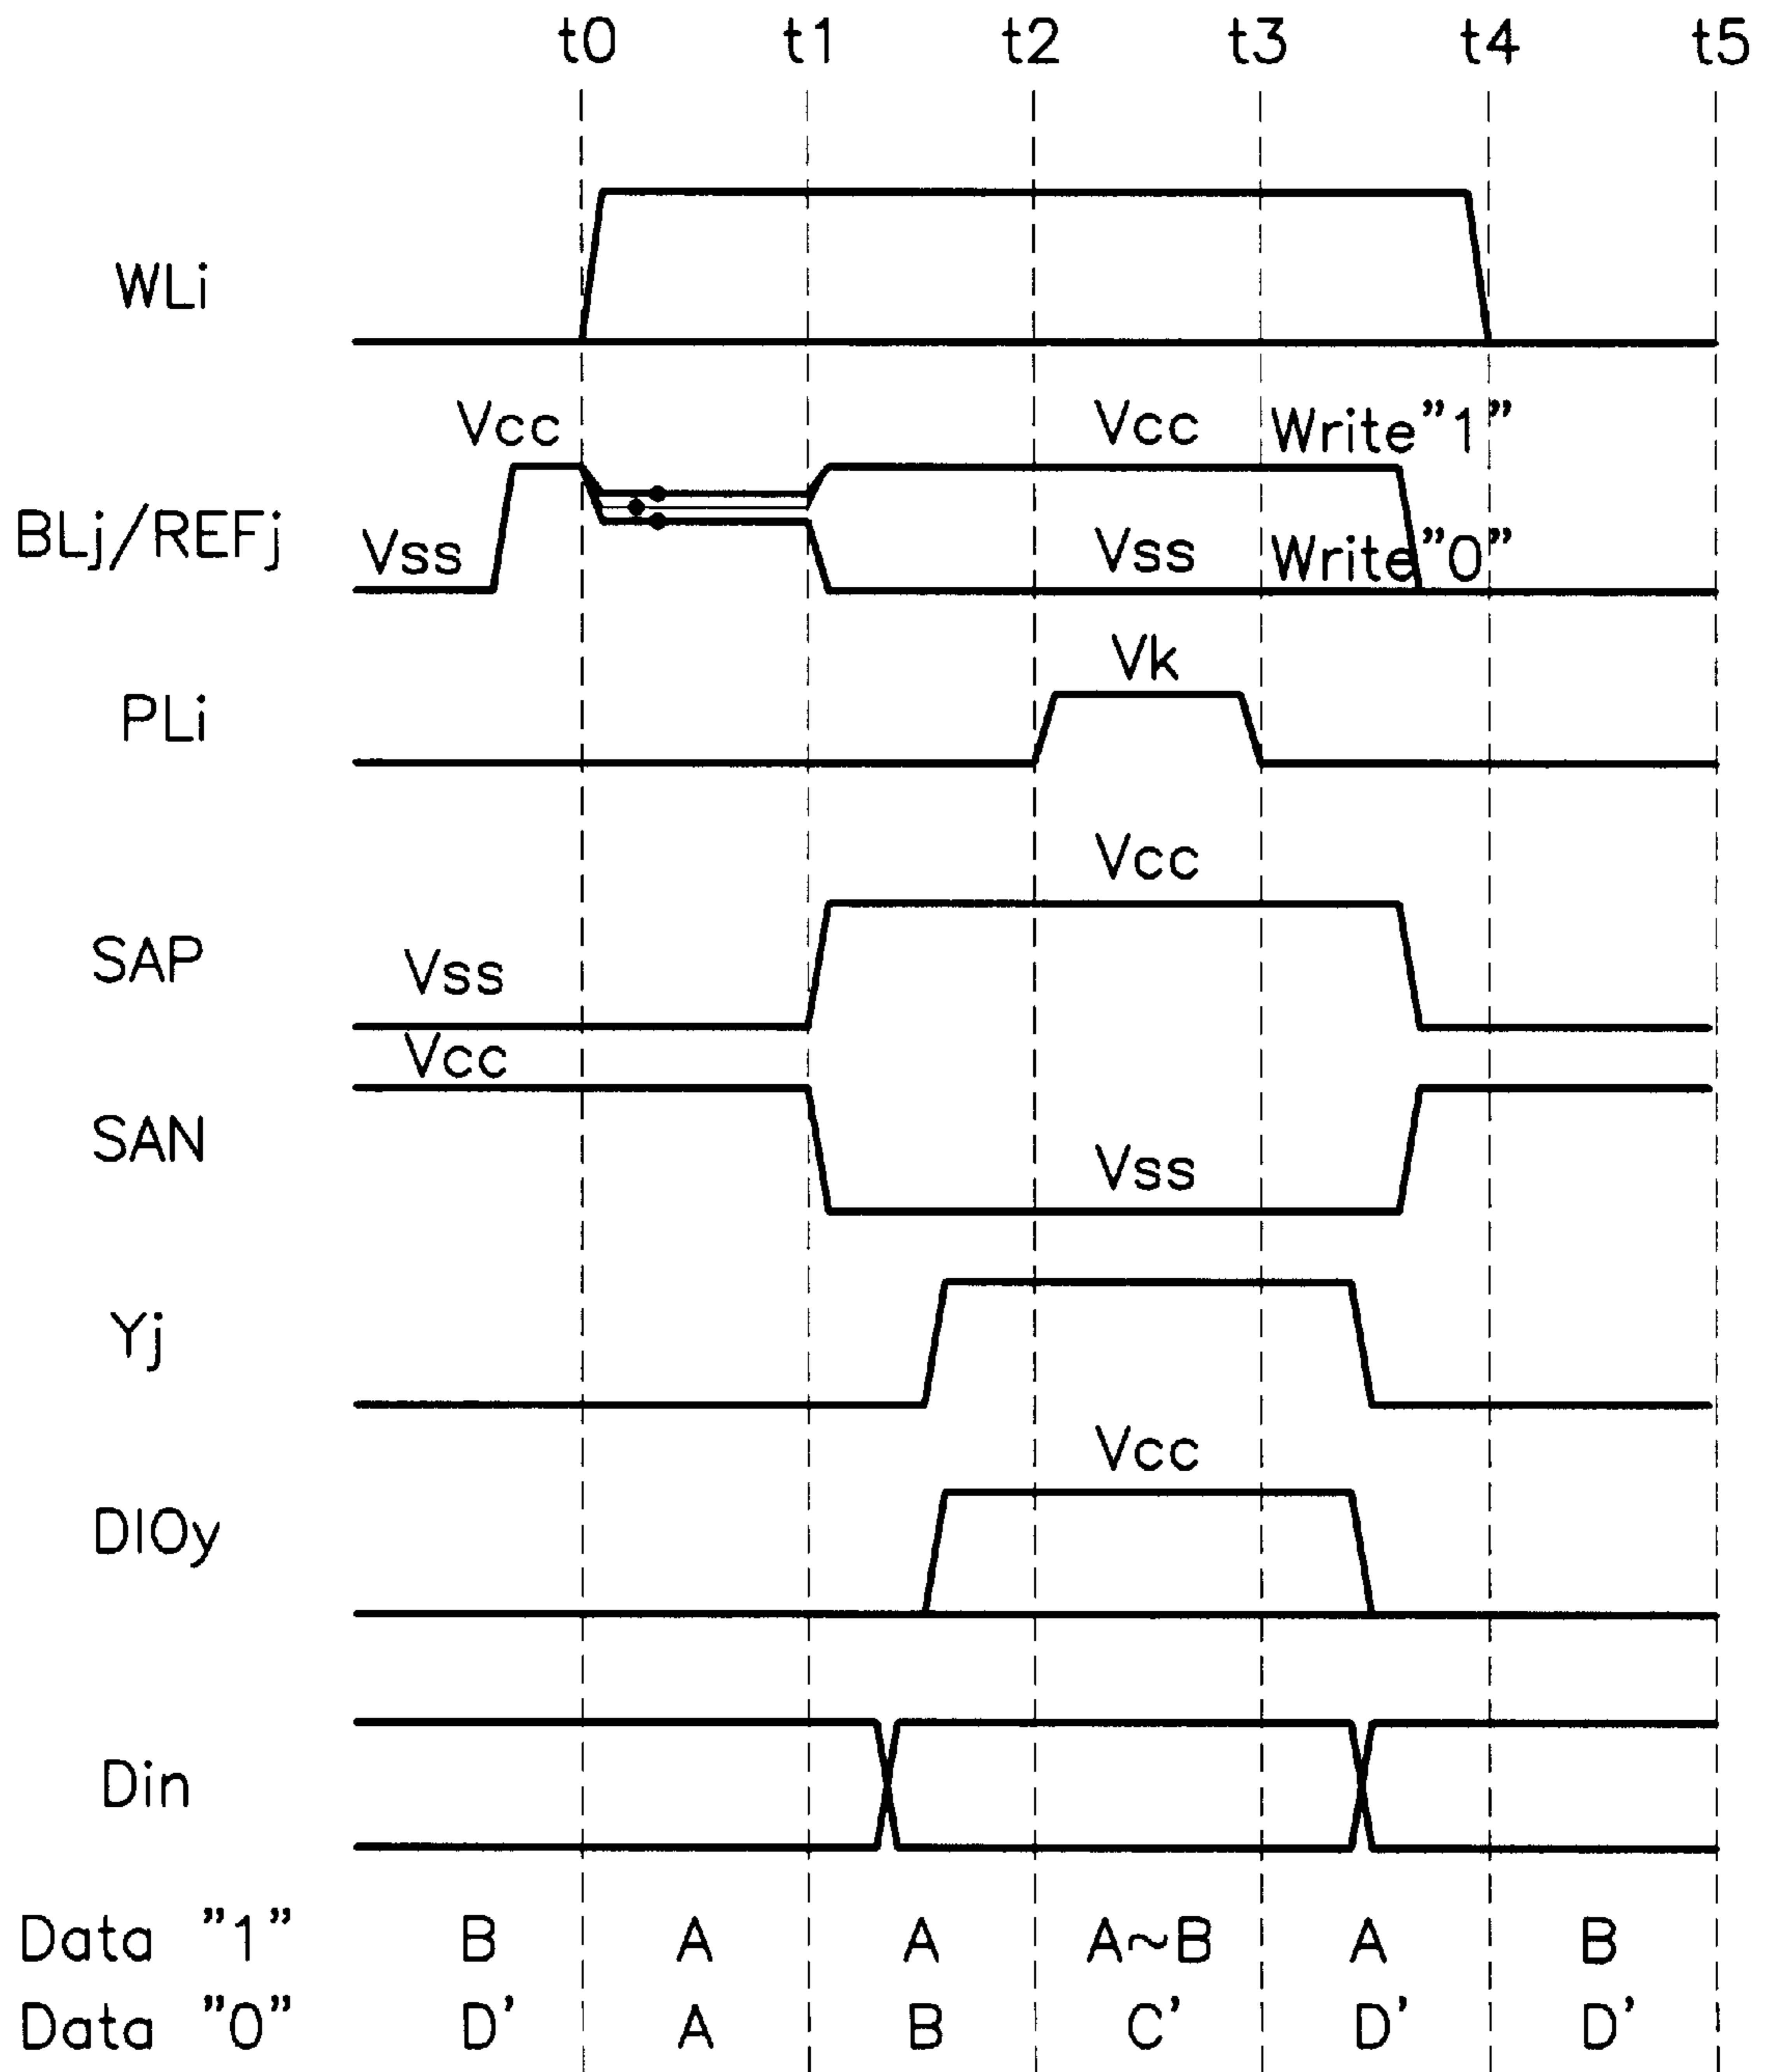 t0 t1 t2 t3 t4 t5
WLi
Vcc Vcc Write"1"
BLj/REFj Vss Vss Write"0"
Vk
PLi
Vcc
SAP Vss
Vcc
SAN Vss
Yj
Vcc
DIOy
Din
Data "1" B A A A~B A B
Data "0" D' A B C' D' D'